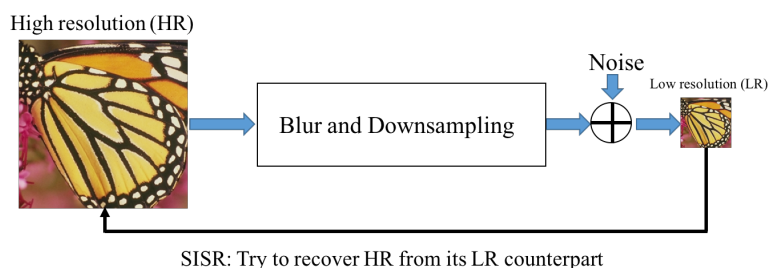 High resolution (HR)
Noise
Low resolution (LR)
Blur and Downsampling
SISR: Try to recover HR from its LR counterpart